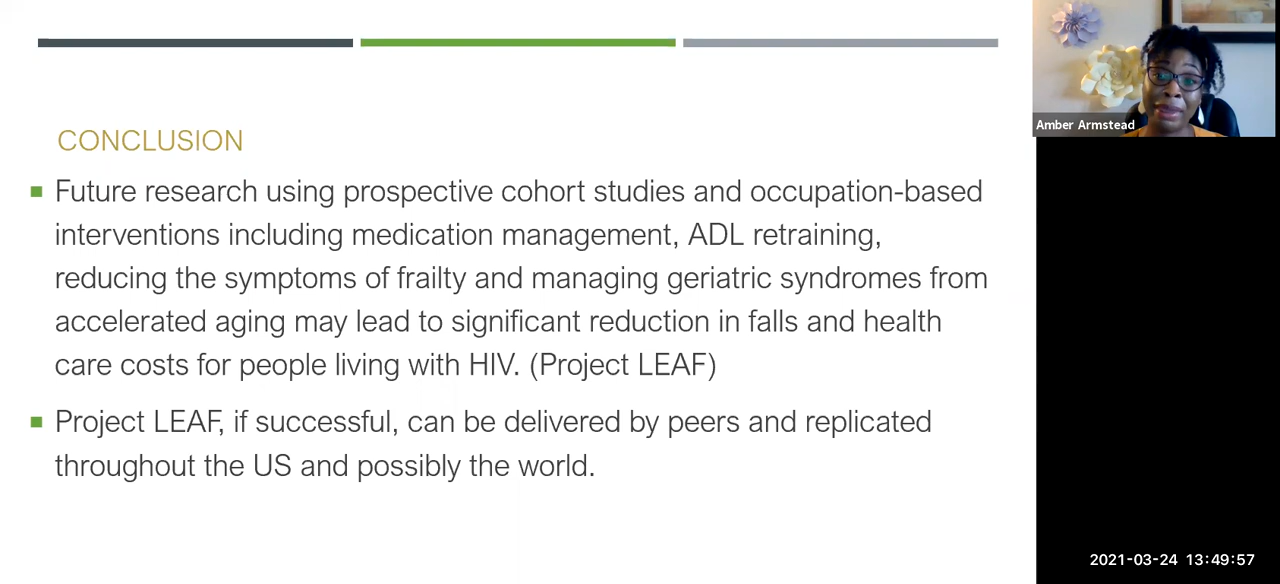 CONCLUSION
Future research using prospective cohort studies and occupation-based
interventions including medication management, ADL retraining,
reducing the symptoms of frailty and managing geriatric syndromes from
accelerated aging may lead to significant reduction in falls and health
care costs for people living with HIV. (Project LEAF)
Project LEAF, if successful, can be delivered by peers and replicated
throughout the US and possibly the world.
Amber Armstead
2021-03-24 13:49:57